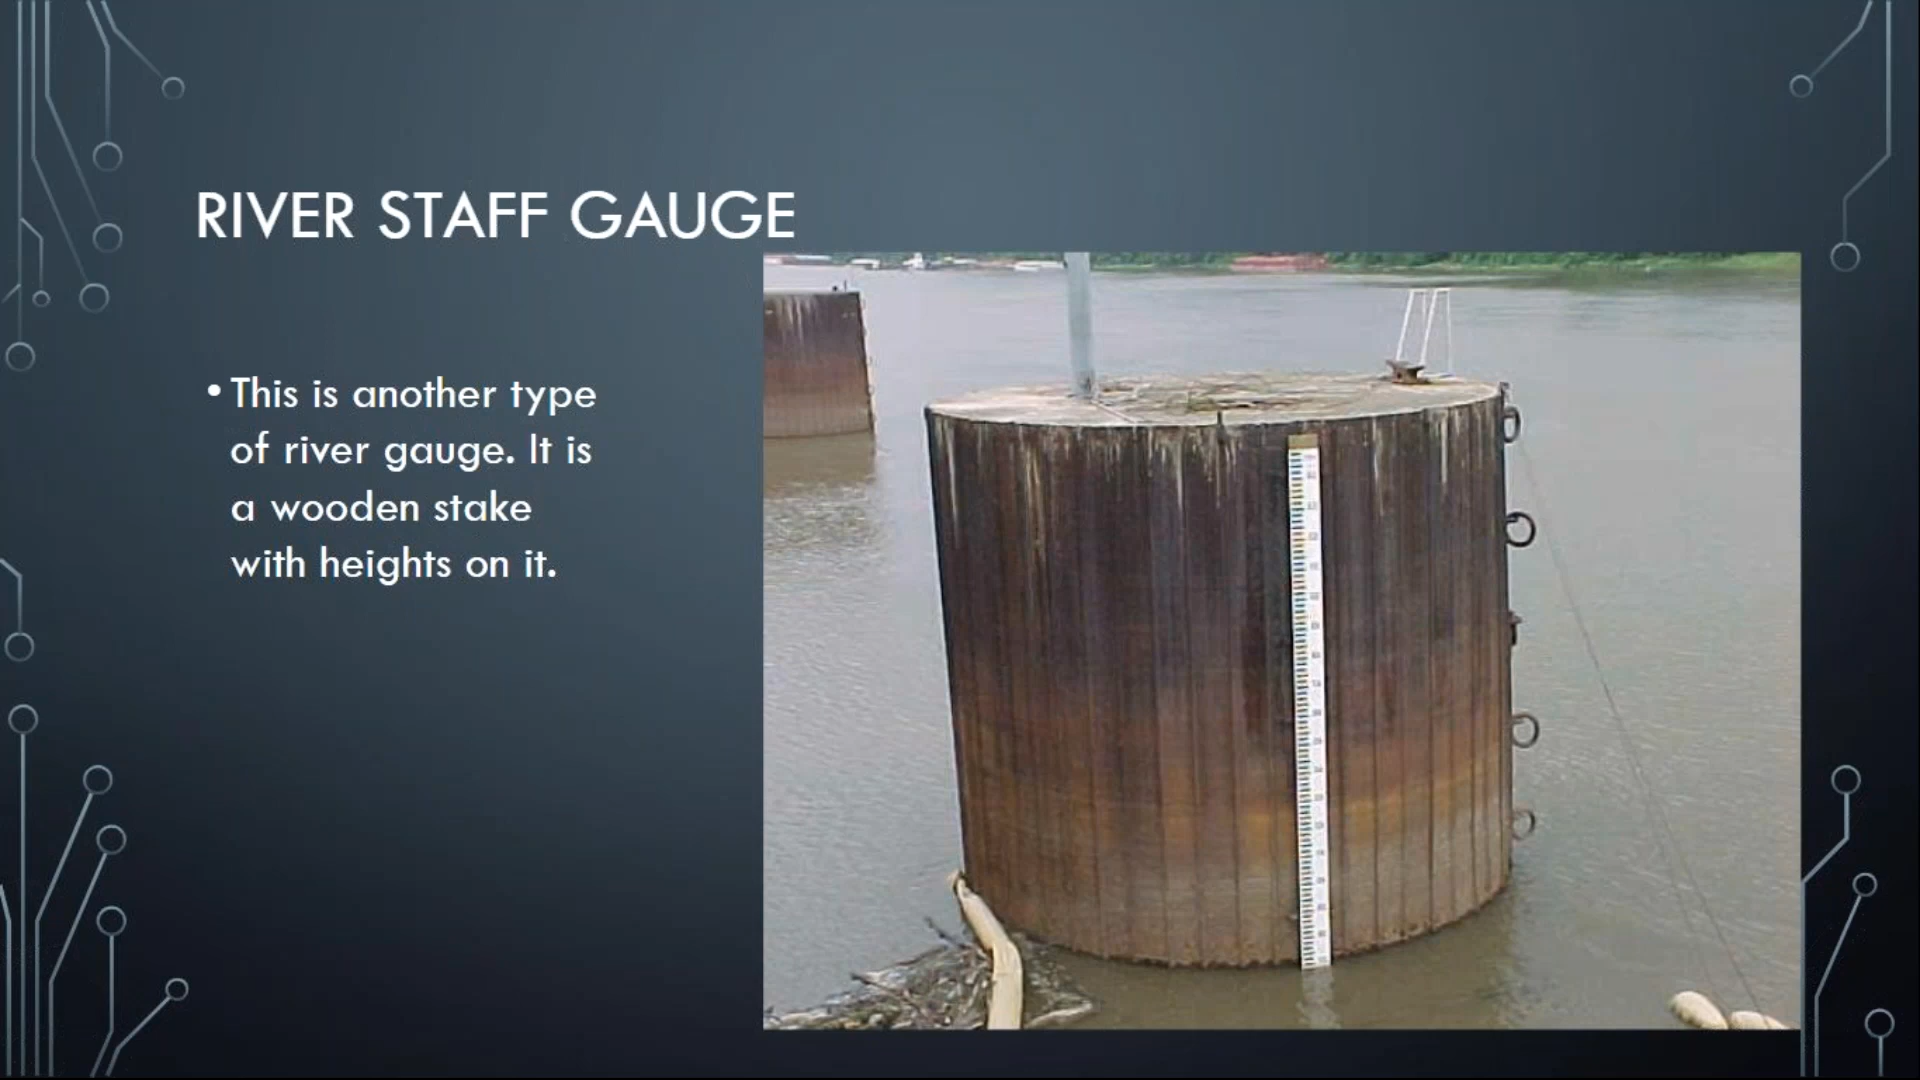 RIVER STAFF GAUGE
• This is another type
of river gauge. It is
a wooden stake
with heights on it.